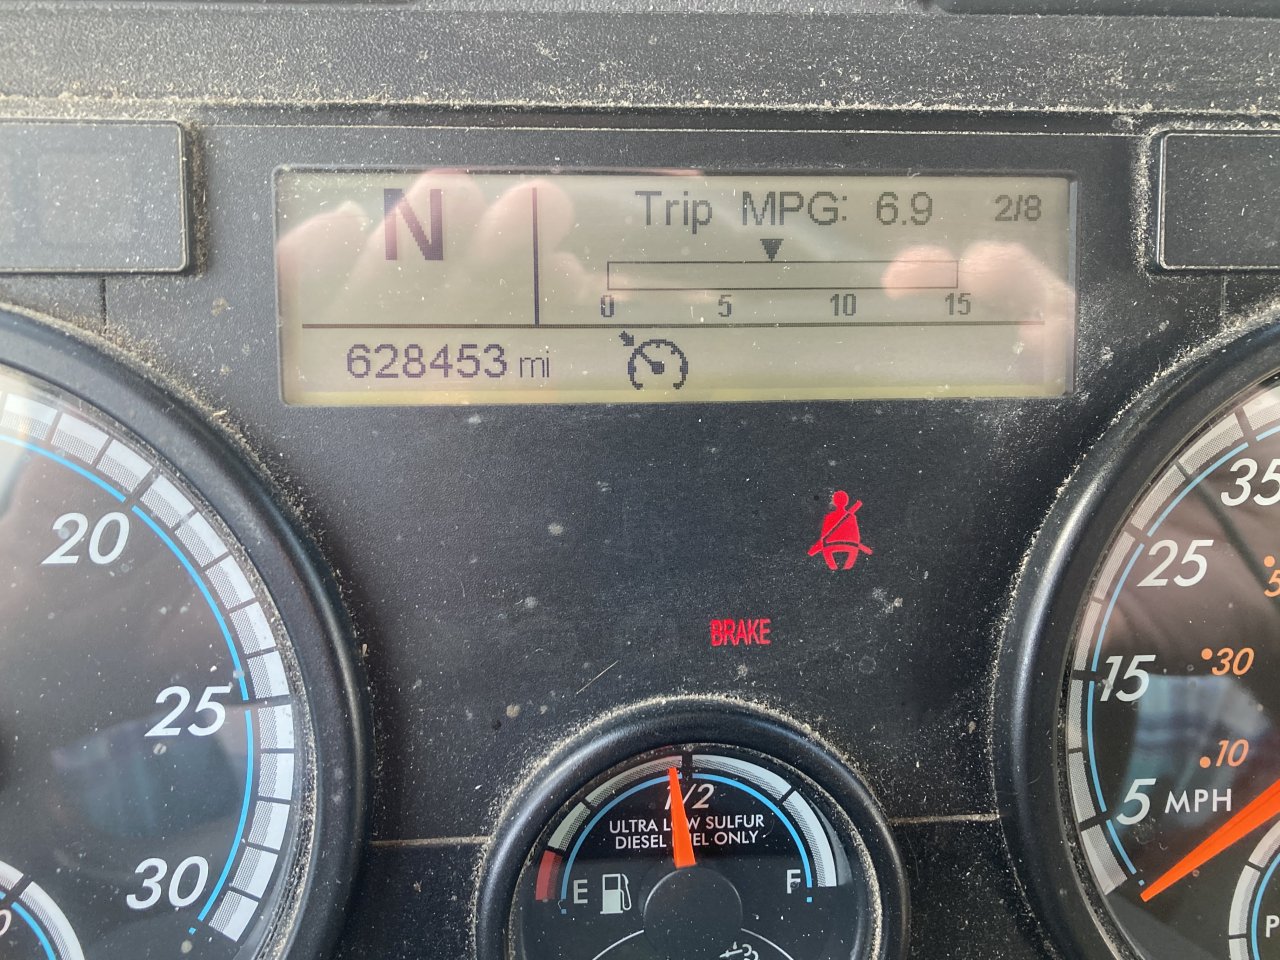 N
Trip MPG: 6.9 2/8
0 5 10 15
628453 mi
20
25
30
BRAKE
35
25
15
5 MPH
30
10
1/2
ULTRA LOW SULFUR
DIESEL FUEL ONLY
E F